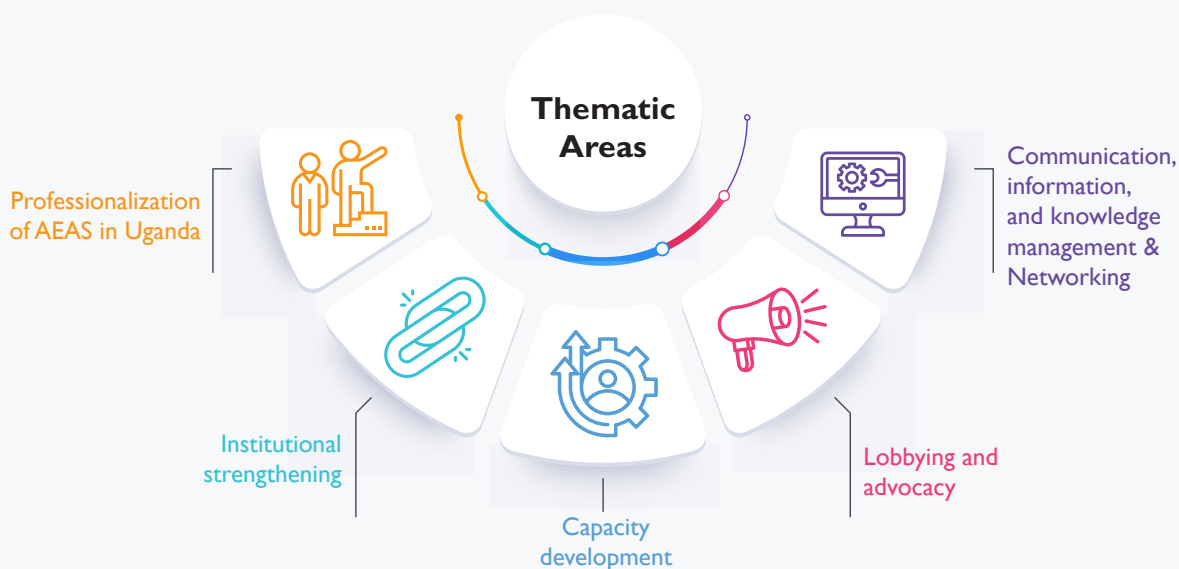 Thematic
Areas
Professionalization
of AEAS in Uganda
Institutional
strengthening
Capacity
development
Lobbying and
advocacy
Communication,
information,
and knowledge
management &
Networking